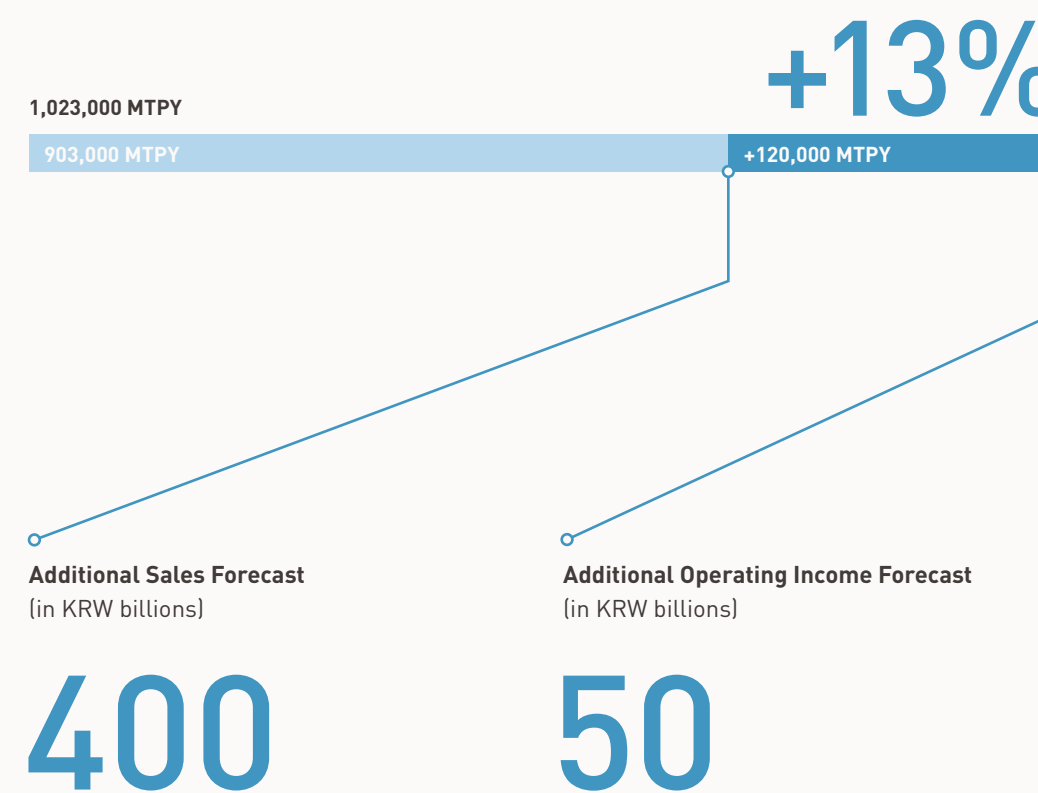 +13%
1,023,000 MTPY
903,000 MTPY
+120,000 MTPY
Additional Sales Forecast
(in KRW billions)
400
Additional Operating Income Forecast
(in KRW billions)
50